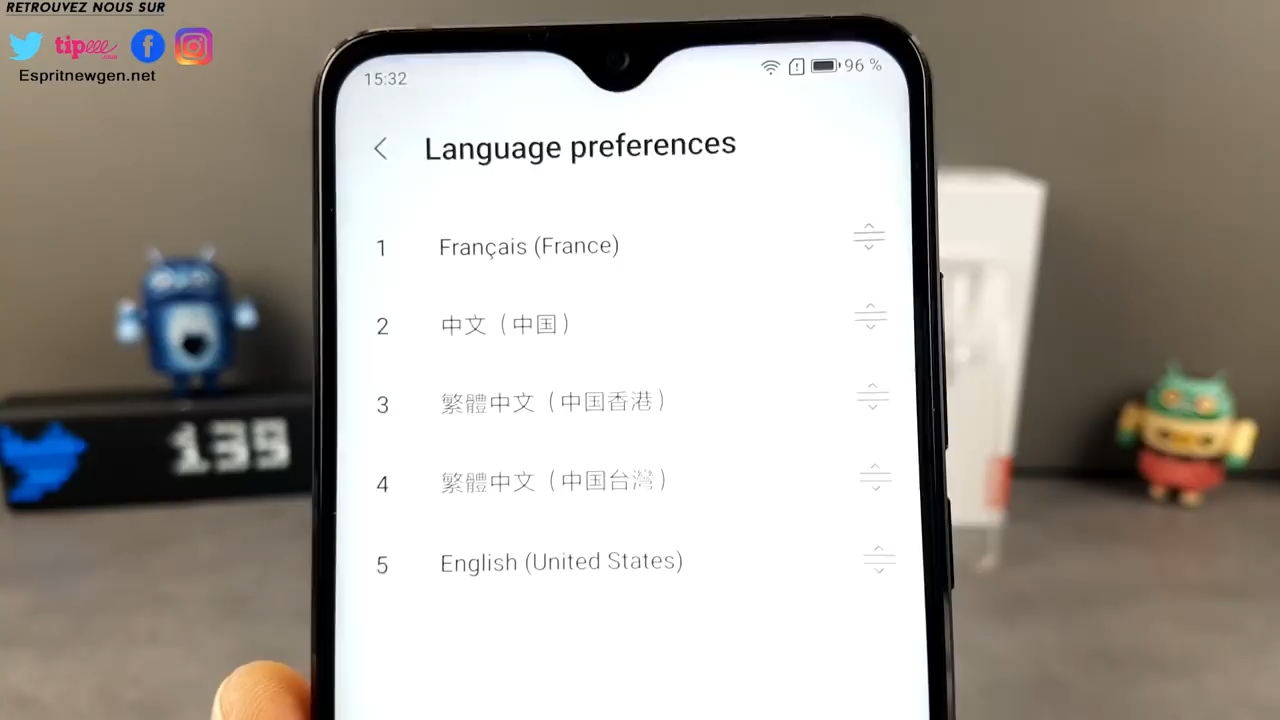 RETROUVEZ NOUS SUR
tipeee
Espritnewgen.net
15:32
96 %
Language preferences
1 Français (France)
2 中文（中国）
3 繁體中文（中国香港）
4 繁體中文（中国台灣）
5 English (United States)
139